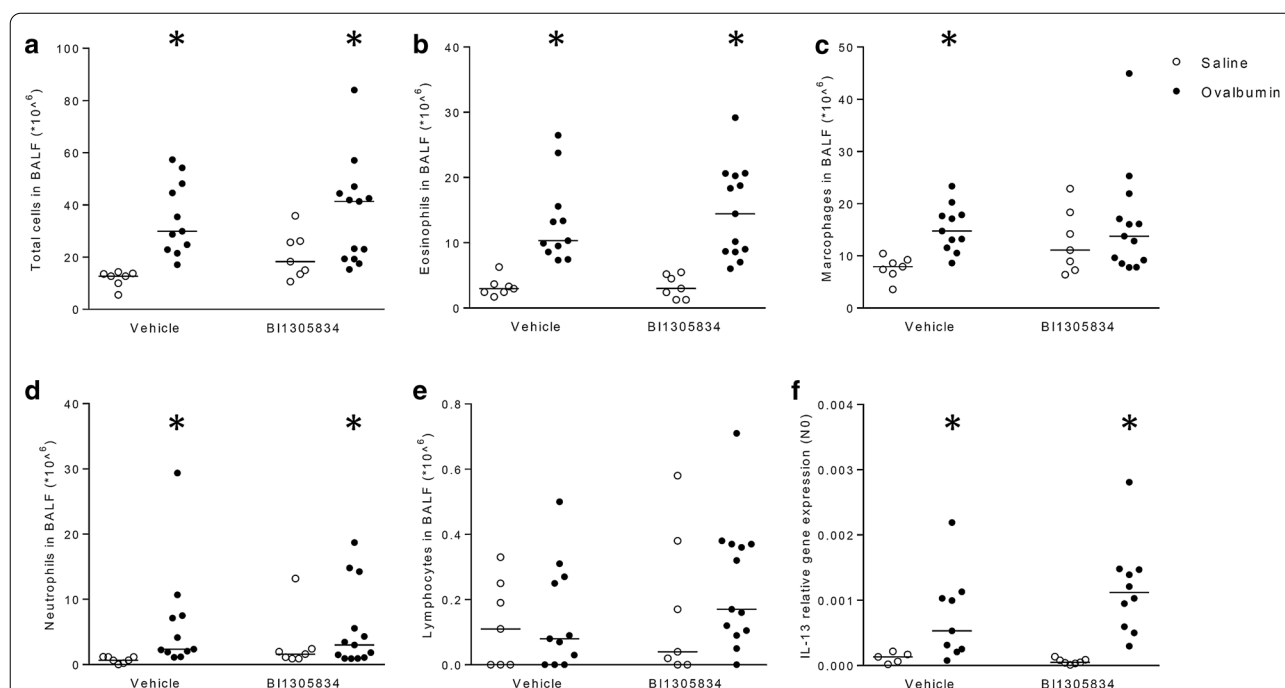 a
*
*
Total cells in BALF (*10^6)
100
80
60
40
20
0
Vehicle
BI1305834
b
*
*
Eosinophils in BALF (*10^6)
40
30
20
10
0
Vehicle
BI1305834
c
*
Marcophages in BALF (*10^6)
50
40
30
20
10
0
Vehicle
BI1305834
Saline
Ovalbumin
d
*
*
Neutrophils in BALF (*10^6)
40
30
20
10
0
Vehicle
BI1305834
e
Lymphocytes in BALF (*10^6)
0.8
0.6
0.4
0.2
0.0
Vehicle
BI1305834
f
*
*
IL-13 relative gene expression (N0)
0.004
0.003
0.002
0.001
0.000
Vehicle
BI1305834